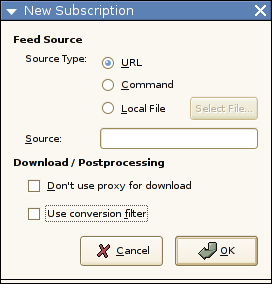 New Subscription
Feed Source
Source Type: URL
Command
Local File Select File...
Source:
Download / Postprocessing
Don't use proxy for download
Use conversion filter
Cancel OK